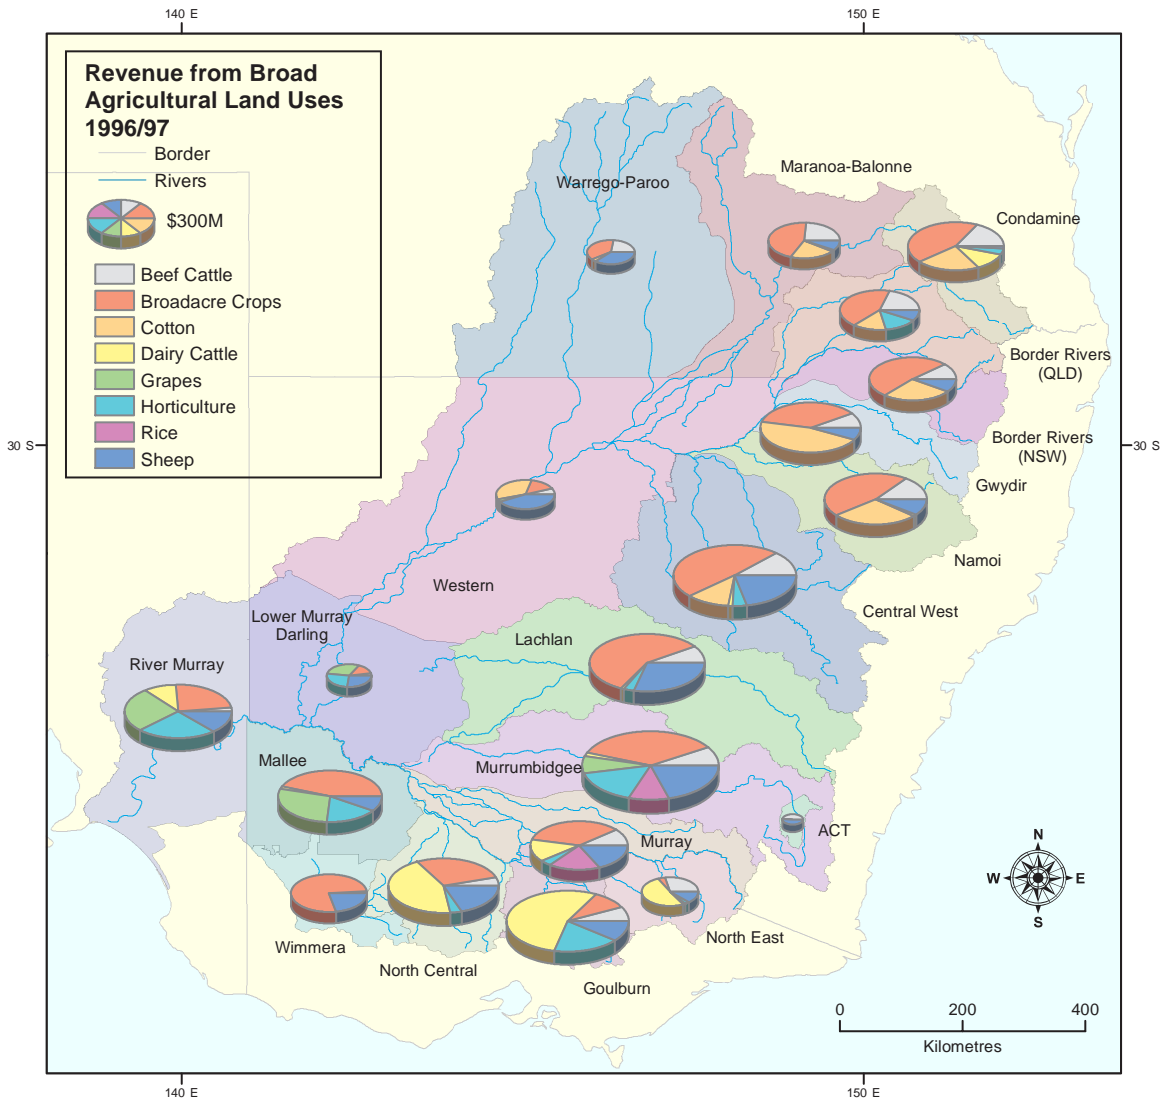 140 E
150 E
Revenue from Broad
Agricultural Land Uses
1996/97
Border
Rivers
$300M
Beef Cattle
Broadacre Crops
Cotton
Dairy Cattle
Grapes
Horticulture
Rice
Sheep
Maranoa-Balonne
Warrego-Paroo
Condamine
Border Rivers
(QLD)
30 S
30 S
Border Rivers
(NSW)
Gwydir
Namoi
Western
Central West
Lower Murray
Darling
Lachlan
River Murray
Mallee
Murrumbidgee
ACT
Murray
N
W
E
S
North East
Wimmera
North Central
Goulburn
0
200
400
Kilometres
140 E
150 E